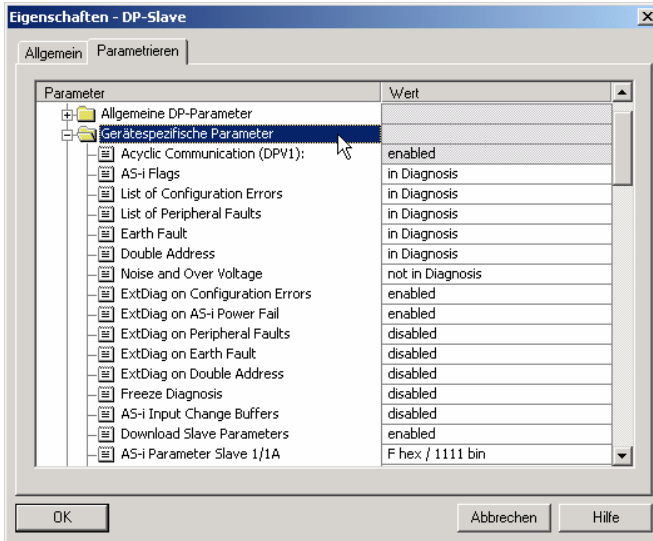 Eigenschaften - DP-Slave
Allgemein Parametrieren
Parameter Wert
Allgemeine DP-Parameter
Gerätespezifische Parameter
Acyclic Communication (DPV1): enabled
AS-i Flags in Diagnosis
List of Configuration Errors in Diagnosis
List of Peripheral Faults in Diagnosis
Earth Fault in Diagnosis
Double Address in Diagnosis
Noise and Over Voltage not in Diagnosis
ExtDiag on Configuration Errors enabled
ExtDiag on AS-i Power Fail enabled
ExtDiag on Peripheral Faults disabled
ExtDiag on Earth Fault disabled
ExtDiag on Double Address disabled
Freeze Diagnosis disabled
AS-i Input Change Buffers disabled
Download Slave Parameters enabled
AS-i Parameter Slave 1/1A F hex / 1111 bin
OK Abbrechen Hilfe